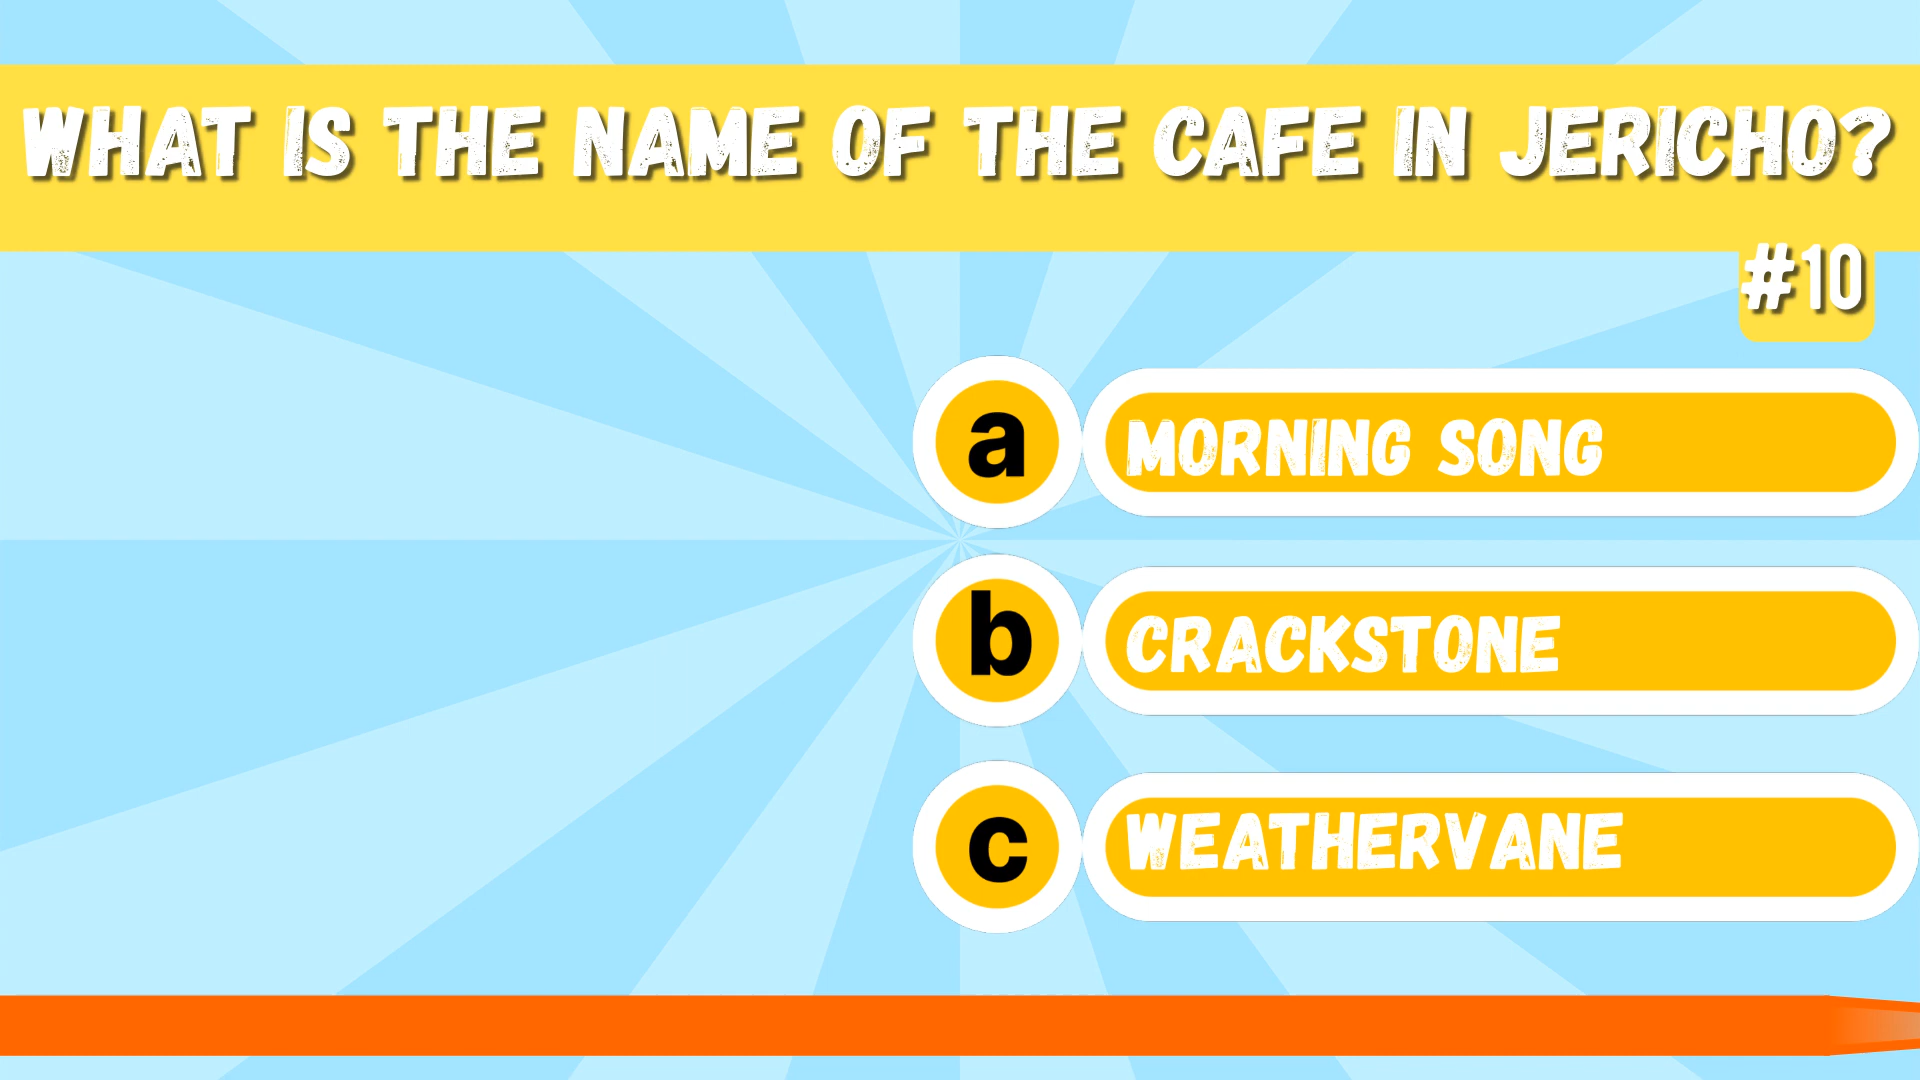 WHAT IS THE NAME OF THE CAFE IN JERICHO?
#10
a MORNING SONG
b CRACKSTONE
c WEATHERVANE